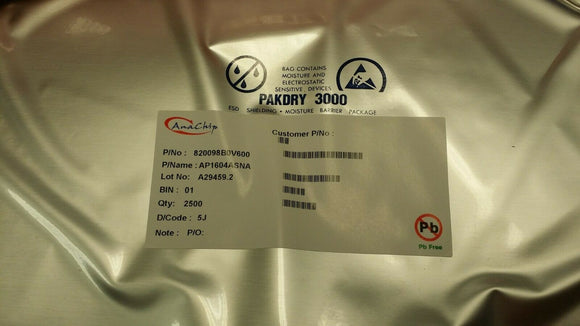 BAG CONTAINS
MOISTURE AND
ELECTROSTATIC
SENSITIVE DEVICES
PAKDRY 3000
ESD SHIELDING • MOISTURE BARRIER PACKAGE
AnaChip
Customer P/No :
P/No : 820098B0V600
P/Name : AP1604ASNA
Lot No: A29459.2
BIN : 01
Qty: 2500
D/Code : 5J
Note : P/O:
Pb
Pb Free